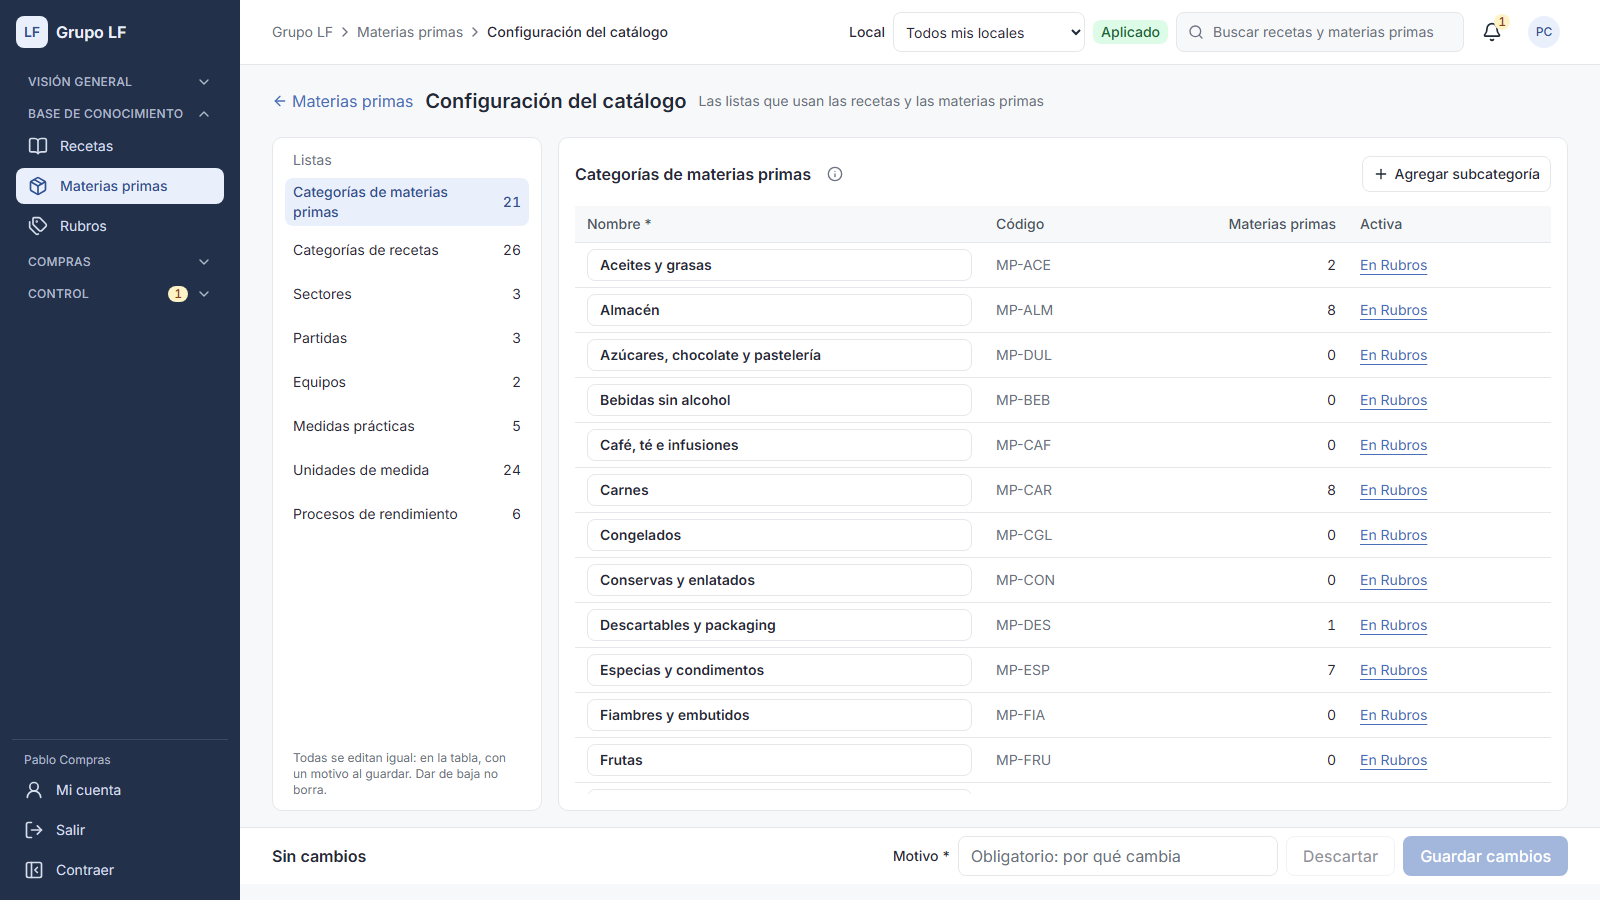 LF Grupo LF
VISIÓN GENERAL
BASE DE CONOCIMIENTO
Recetas
Materias primas
Rubros
COMPRAS
CONTROL 1
Pablo Compras
Mi cuenta
Salir
Contraer
Grupo LF > Materias primas > Configuración del catálogo
Local Todos mis locales Aplicado Buscar recetas y materias primas 1 PC
← Materias primas Configuración del catálogo Las listas que usan las recetas y las materias primas
Listas
Categorías de materias
primas 21
Categorías de recetas 26
Sectores 3
Partidas 3
Equipos 2
Medidas prácticas 5
Unidades de medida 24
Procesos de rendimiento 6
Todas se editan igual: en la tabla, con
un motivo al guardar. Dar de baja no
borra.
Categorías de materias primas + Agregar subcategoría
Nombre * Código Materias primas Activa
Aceites y grasas MP-ACE 2 En Rubros
Almacén MP-ALM 8 En Rubros
Azúcares, chocolate y pastelería MP-DUL 0 En Rubros
Bebidas sin alcohol MP-BEB 0 En Rubros
Café, té e infusiones MP-CAF 0 En Rubros
Carnes MP-CAR 8 En Rubros
Congelados MP-CGL 0 En Rubros
Conservas y enlatados MP-CON 0 En Rubros
Descartables y packaging MP-DES 1 En Rubros
Especias y condimentos MP-ESP 7 En Rubros
Fiambres y embutidos MP-FIA 0 En Rubros
Frutas MP-FRU 0 En Rubros
Sin cambios Motivo * Obligatorio: por qué cambia Descartar Guardar cambios